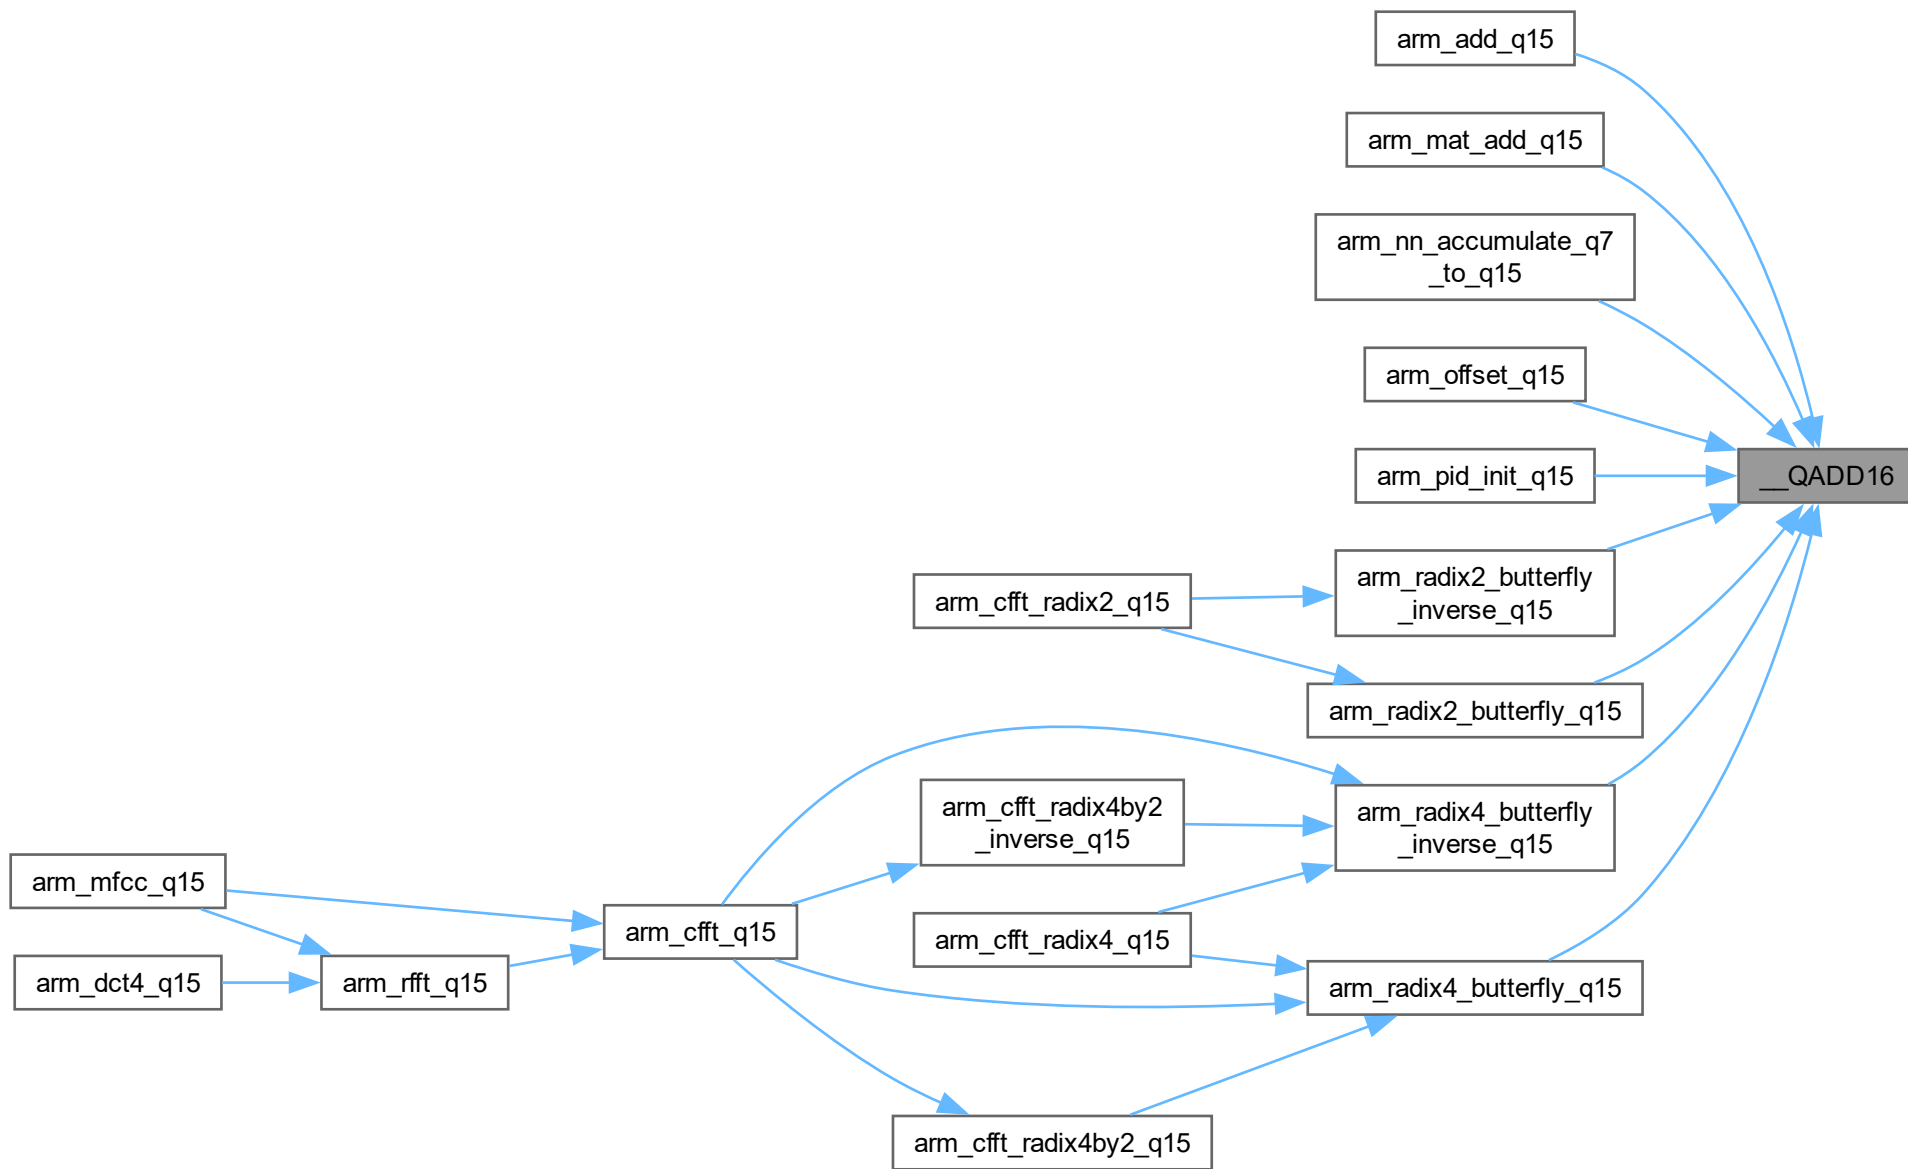 arm_add_q15
arm_mat_add_q15
arm_nn_accumulate_q7
_to_q15
arm_offset_q15
arm_pid_init_q15
__QADD16
arm_radix2_butterfly
_inverse_q15
arm_cfft_radix2_q15
arm_radix2_butterfly_q15
arm_cfft_radix4by2
_inverse_q15
arm_radix4_butterfly
_inverse_q15
arm_mfcc_q15
arm_cfft_q15
arm_cfft_radix4_q15
arm_dct4_q15
arm_rfft_q15
arm_radix4_butterfly_q15
arm_cfft_radix4by2_q15